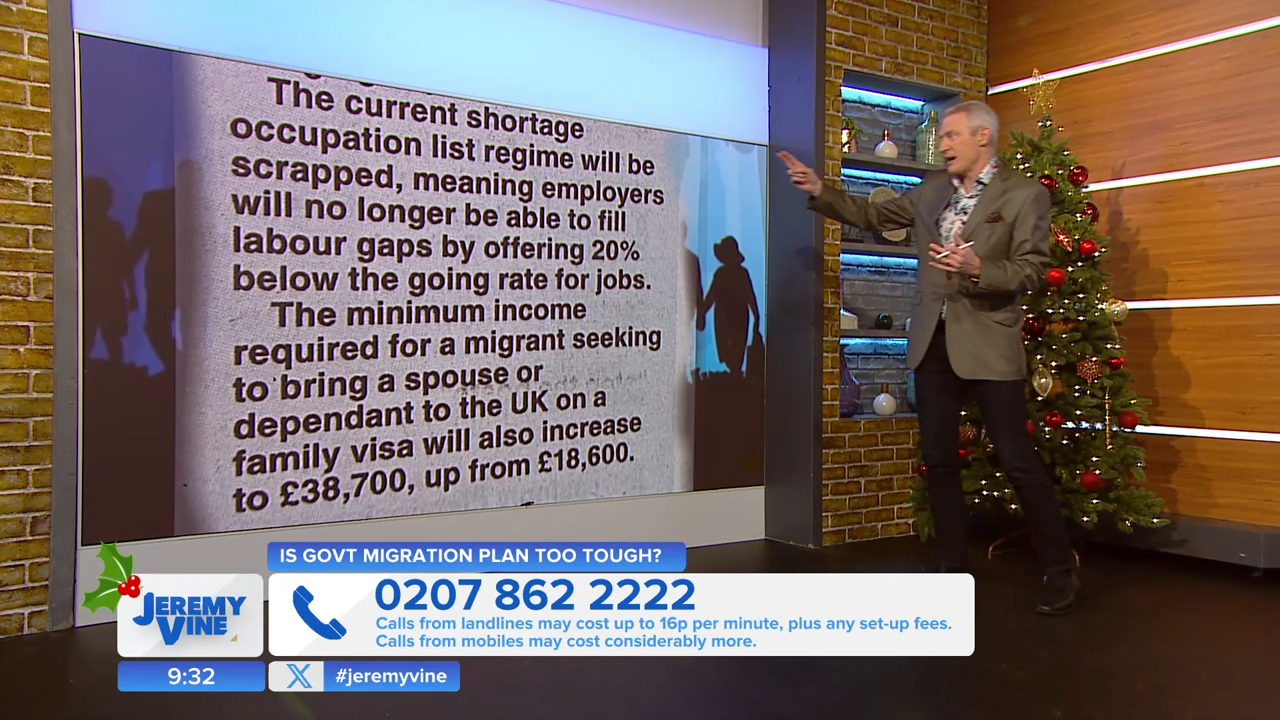 The current shortage
occupation list regime will be
scrapped, meaning employers
will no longer be able to fill
labour gaps by offering 20%
below the going rate for jobs.
The minimum income
required for a migrant seeking
to bring a spouse or
dependant to the UK on a
family visa will also increase
to £38,700, up from £18,600.
IS GOVT MIGRATION PLAN TOO TOUGH?
JEREMY
VINE
0207 862 2222
Calls from landlines may cost up to 16p per minute, plus any set-up fees.
Calls from mobiles may cost considerably more.
9:32
X #jeremyvine